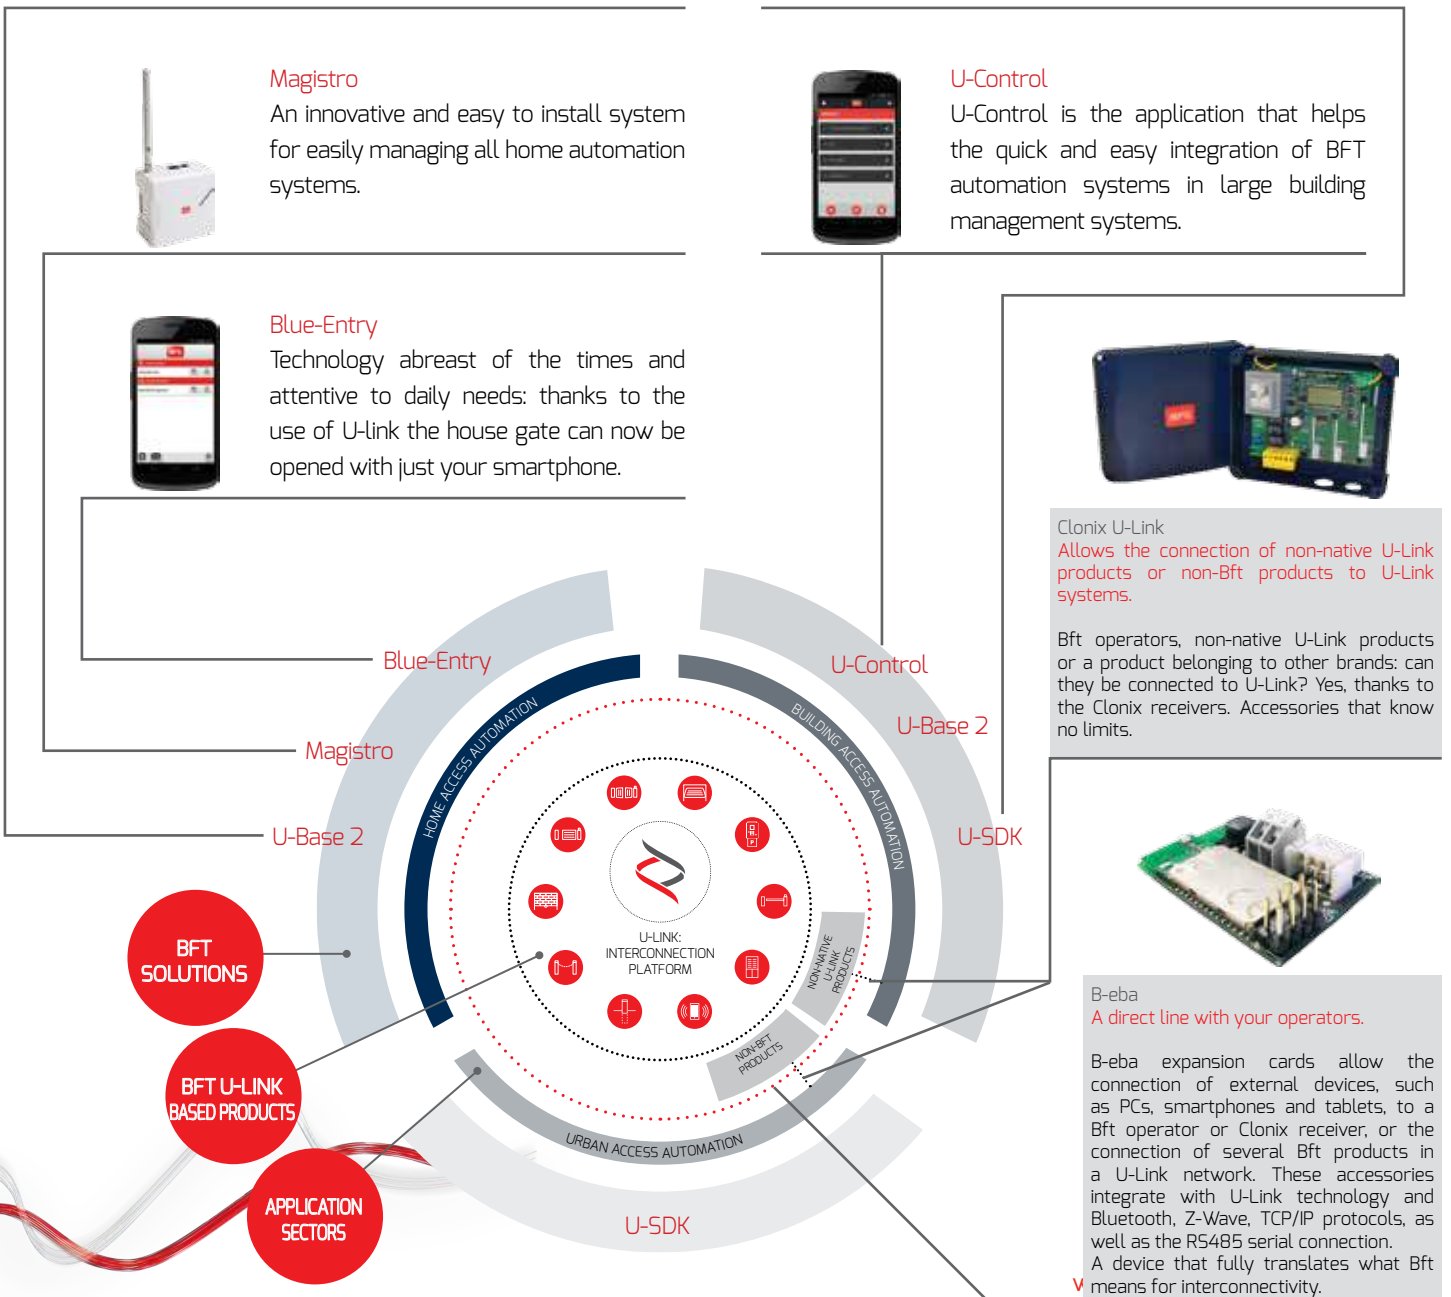 Magistro
An innovative and easy to install system
for easily managing all home automation
systems.
U-Control
U-Control is the application that helps
the quick and easy integration of BFT
automation systems in large building
management systems.
Blue-Entry
Technology abreast of the times and
attentive to daily needs: thanks to the
use of U-link the house gate can now be
opened with just your smartphone.
Clonix U-Link
Allows the connection of non-native U-Link
products or non-Bft products to U-Link
systems.
Bft operators, non-native U-Link products
or a product belonging to other brands: can
they be connected to U-Link? Yes, thanks to
the Clonix receivers. Accessories that know
no limits.
Blue-Entry
Magistro
U-Base 2
U-Control
U-Base 2
U-SDK
HOME ACCESS AUTOMATION
BUILDING ACCESS AUTOMATION
P
U-LINK:
INTERCONNECTION
PLATFORM
NON-NATIVE
U-LINK
PRODUCTS
NON-BFT
PRODUCTS
URBAN ACCESS AUTOMATION
U-SDK
BFT
SOLUTIONS
BFT U-LINK
BASED PRODUCTS
APPLICATION
SECTORS
B-eba
A direct line with your operators.
B-eba expansion cards allow the
connection of external devices, such
as PCs, smartphones and tablets, to a
Bft operator or Clonix receiver, or the
connection of several Bft products in
a U-Link network. These accessories
integrate with U-Link technology and
Bluetooth, Z-Wave, TCP/IP protocols, as
well as the RS485 serial connection.
A device that fully translates what Bft
means for interconnectivity.